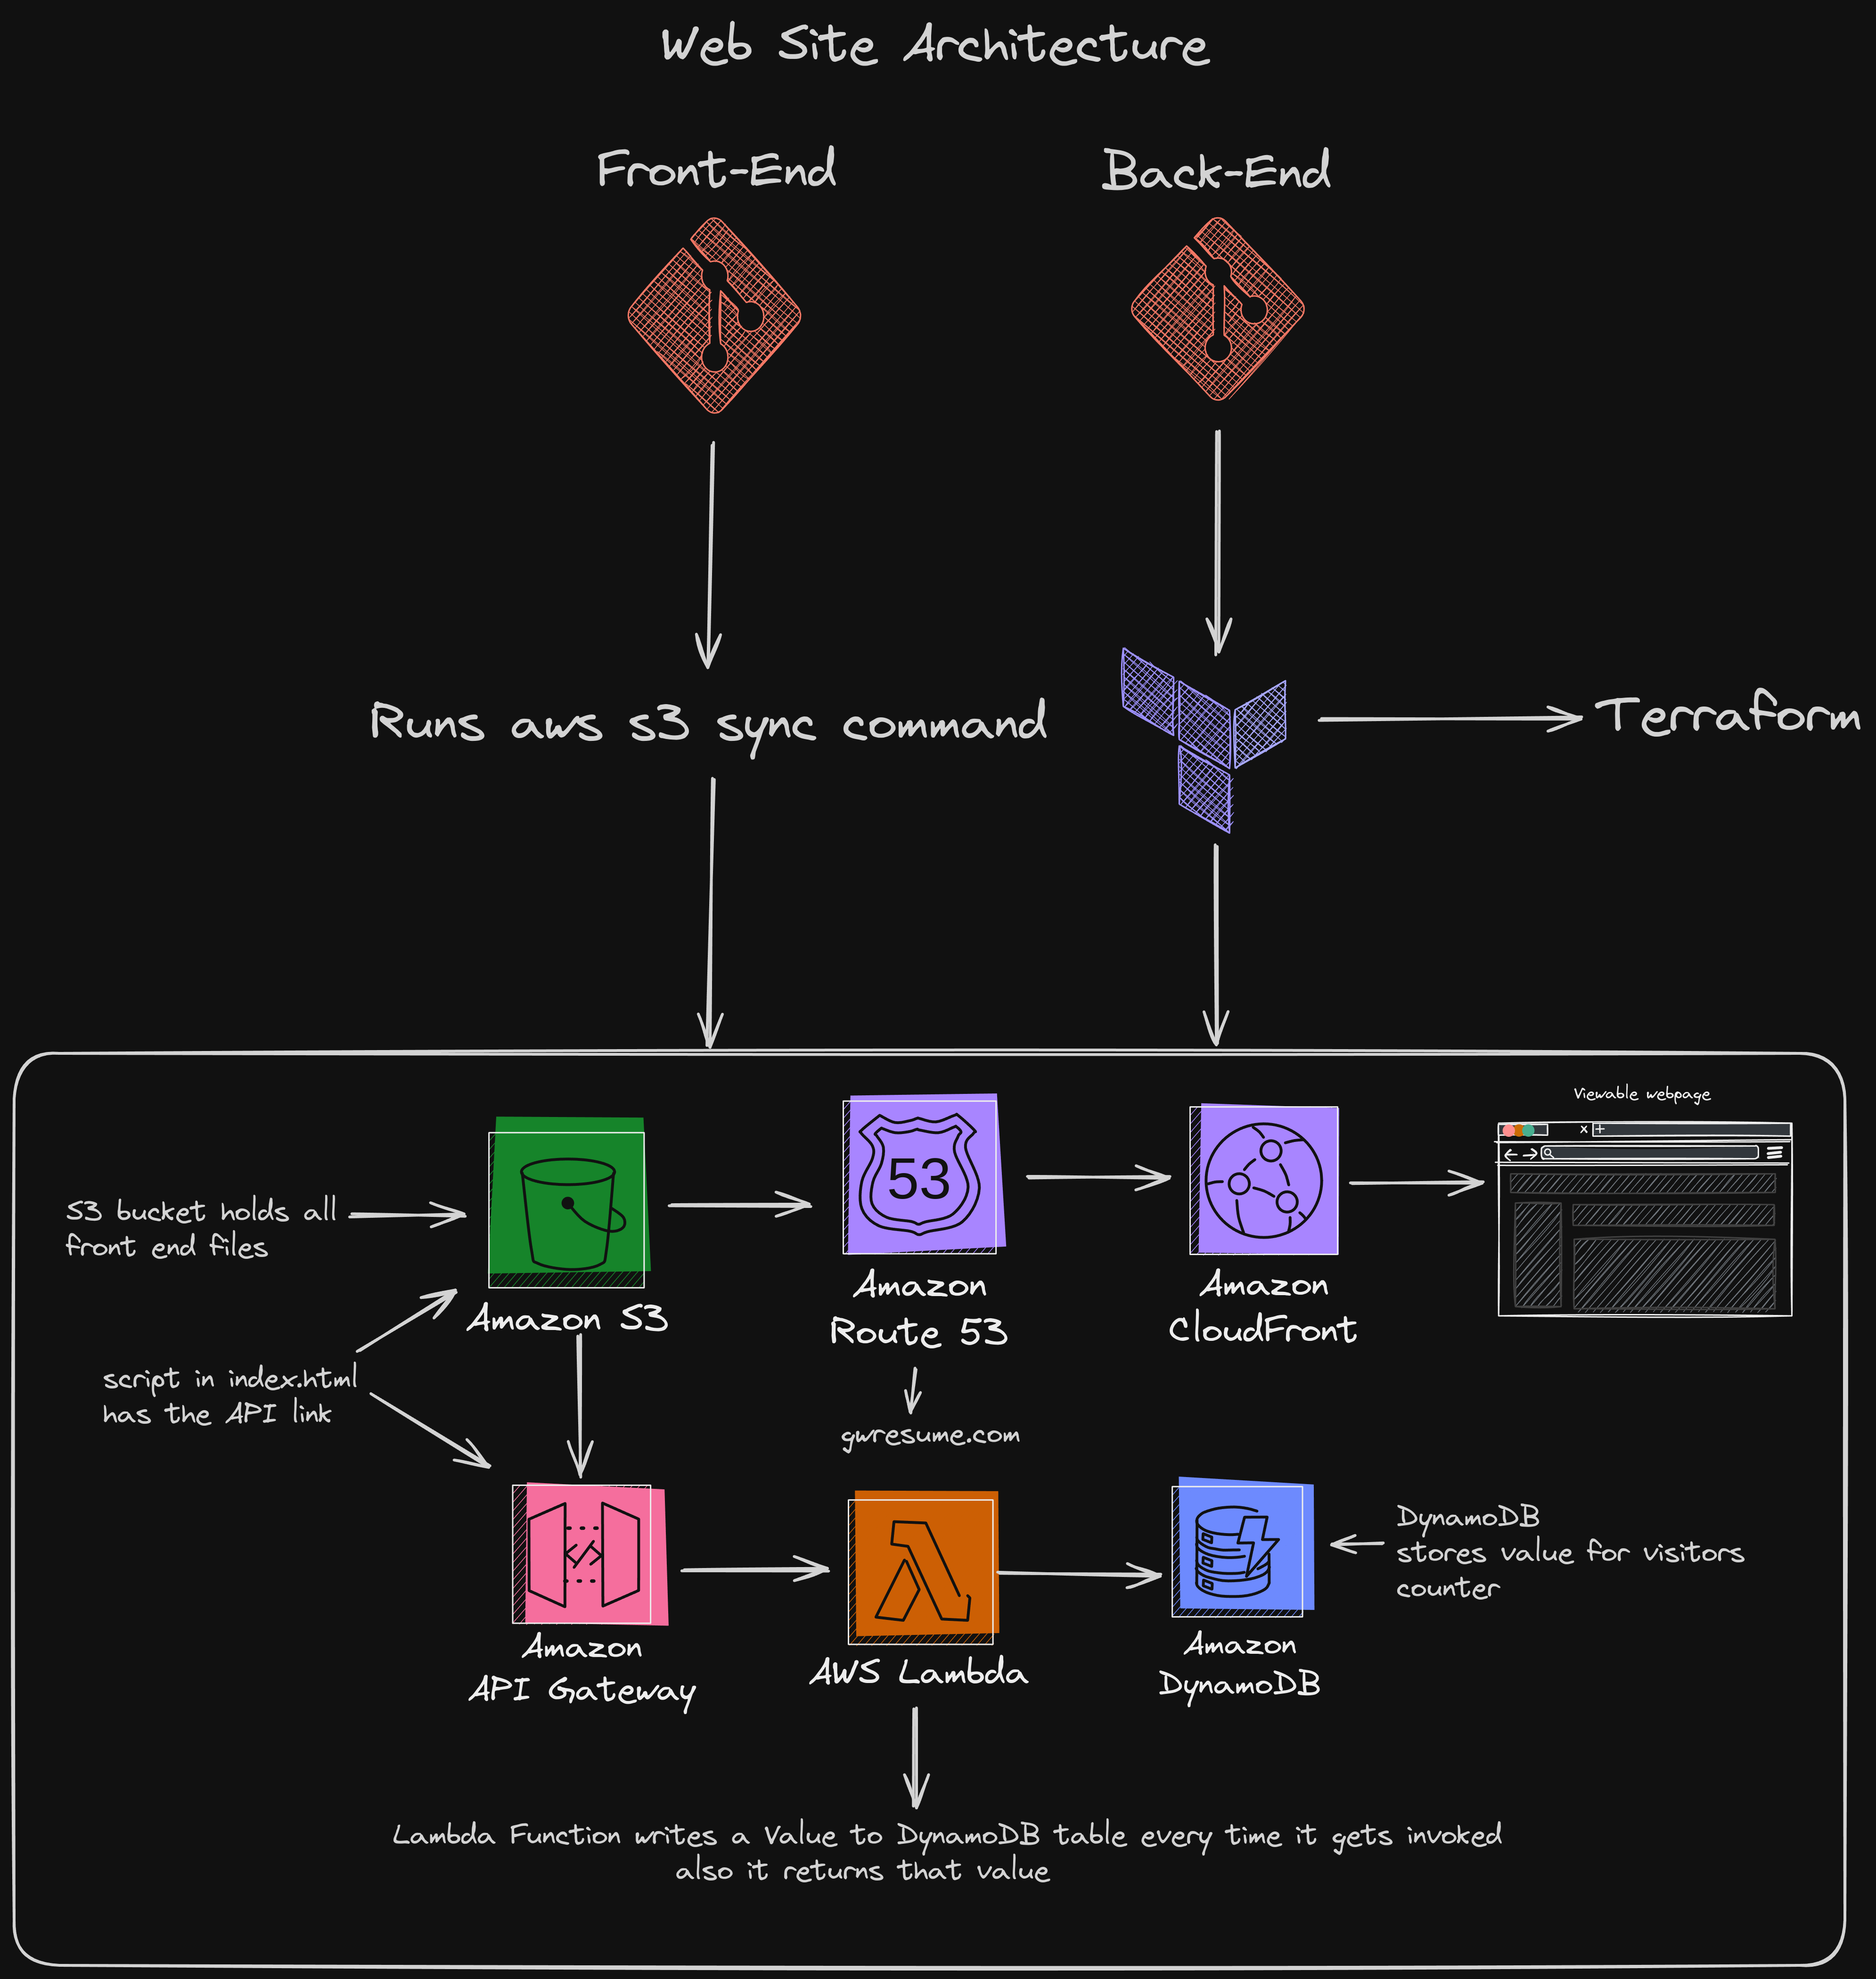 Web Site Architecture
Front-End
Back-End
Runs aws s3 sync command
Terraform
Viewable webpage
x +
53
S3 bucket holds all
front end files
Amazon S3
Amazon
Route 53
Amazon
CloudFront
script in index.html
has the API link
gwresume.com
DynamoDB
stores value for visitors
counter
Amazon
API Gateway
AWS Lambda
Amazon
DynamoDB
Lambda Function writes a Value to DynamoDB table every time it gets invoked
also it returns that value